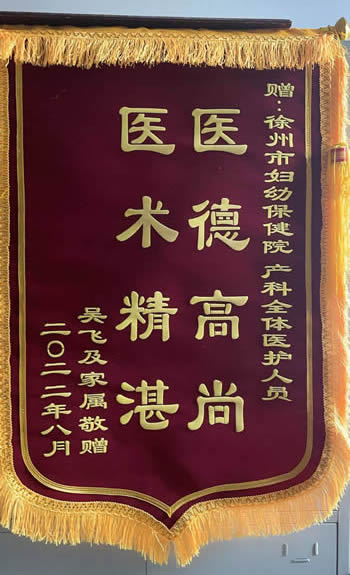 赠：徐州市妇幼保健院 产科全体医护人员
医德高尚
医术精湛
吴飞及家属敬赠
二〇二二年八月